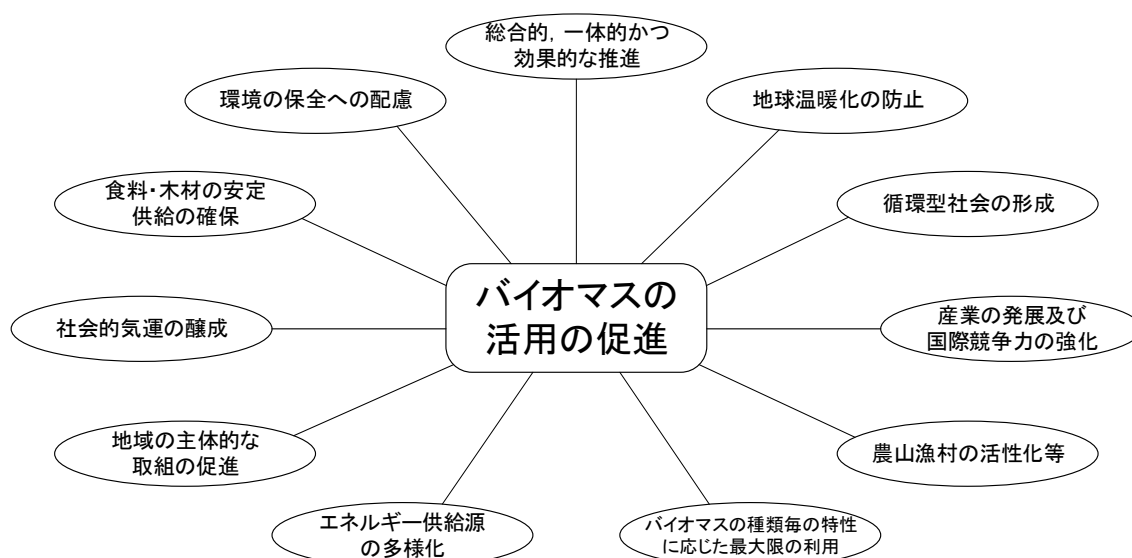 総合的，一体的かつ
効果的な推進
地球温暖化の防止
循環型社会の形成
産業の発展及び
国際競争力の強化
農山漁村の活性化等
バイオマスの種類毎の特性
に応じた最大限の利用
エネルギー供給源
の多様化
地域の主体的な
取組の促進
社会的気運の醸成
食料・木材の安定
供給の確保
環境の保全への配慮
バイオマスの
活用の促進